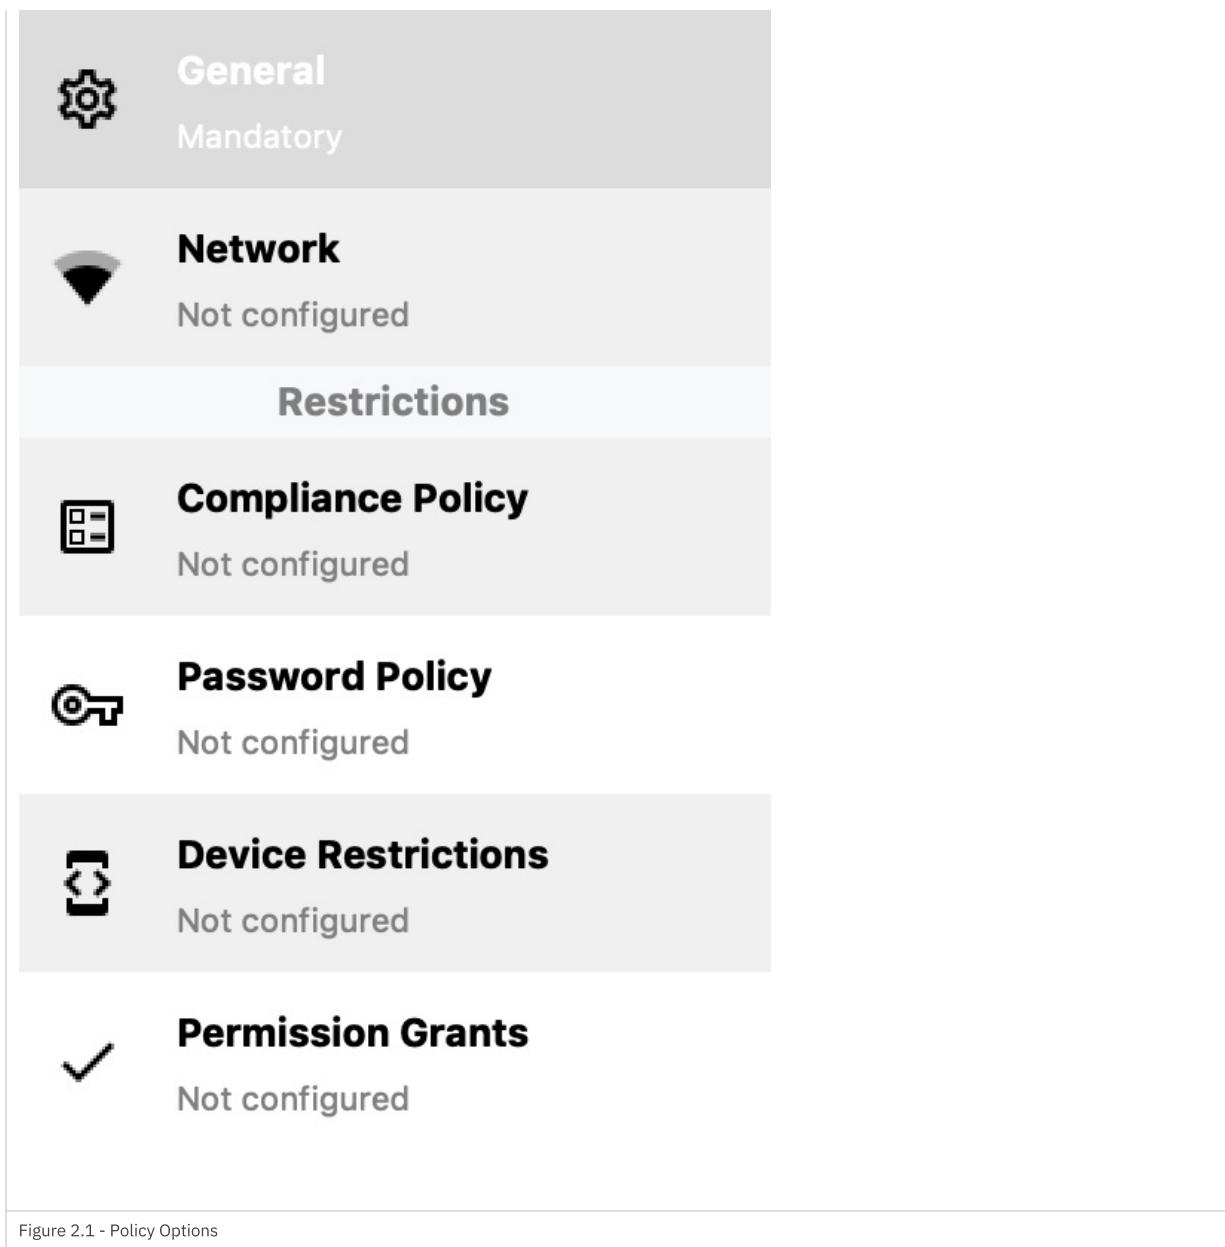 General
Mandatory
Network
Not configured
Restrictions
Compliance Policy
Not configured
Password Policy
Not configured
Device Restrictions
Not configured
Permission Grants
Not configured
Figure 2.1 - Policy Options